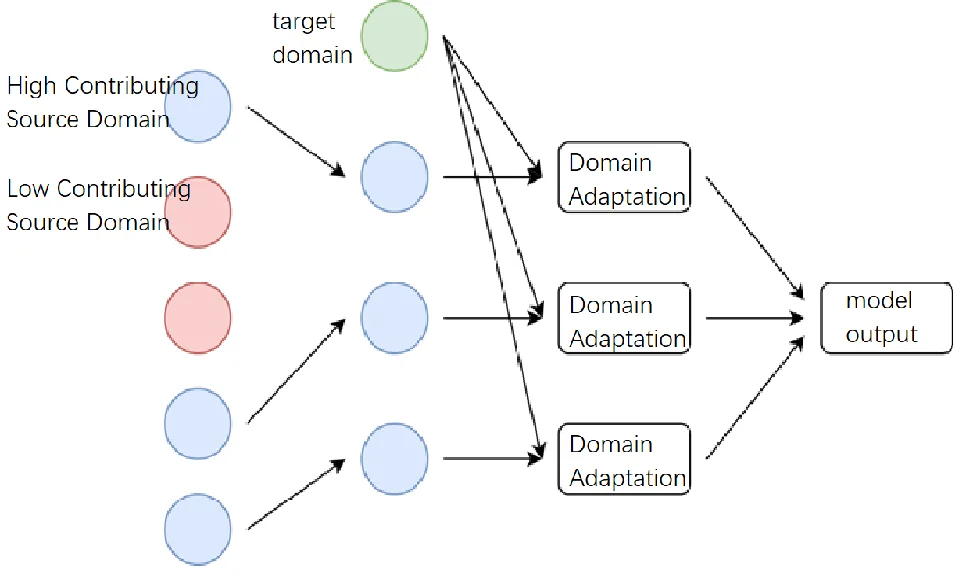 target
domain
High Contributing
Source Domain
Low Contributing
Source Domain
Domain
Adaptation
Domain
Adaptation
model
output
Domain
Adaptation